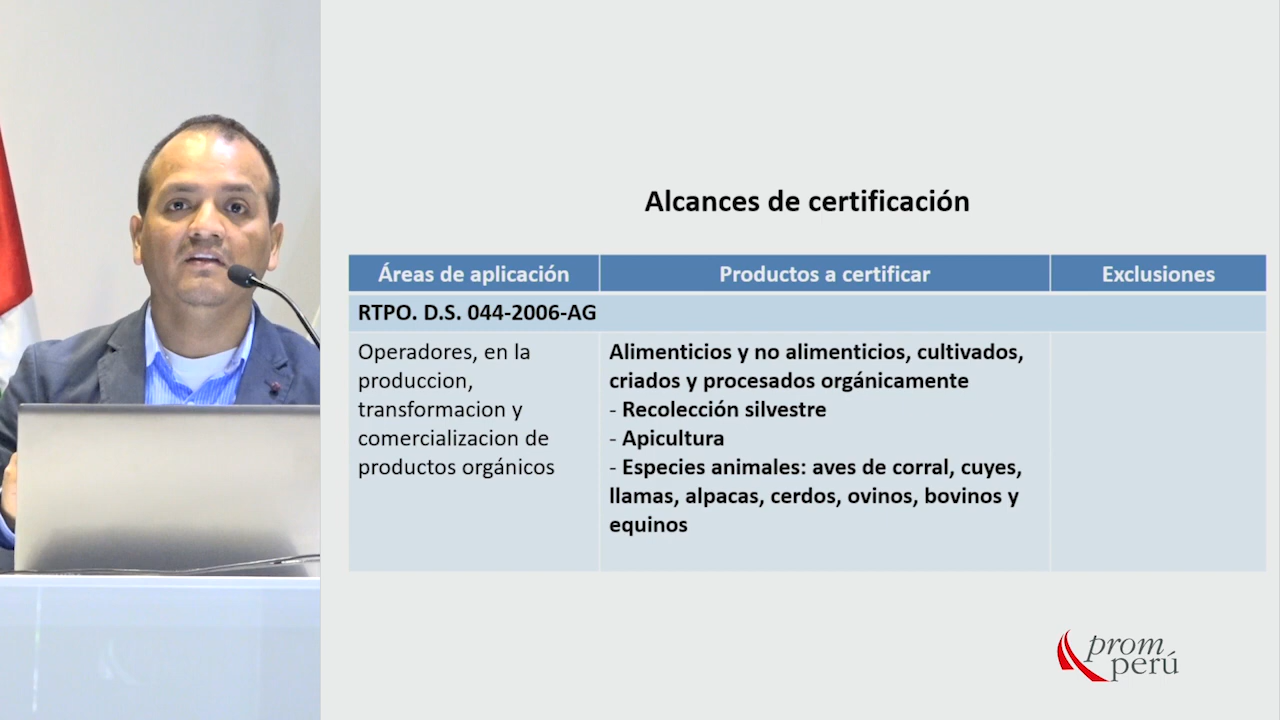 Alcances de certificación
Áreas de aplicación
Productos a certificar
Exclusiones
RTPO. D.S. 044-2006-AG
Operadores, en la
produccion,
transformacion y
comercializacion de
productos orgánicos
Alimenticios y no alimenticios, cultivados,
criados y procesados orgánicamente
- Recolección silvestre
- Apicultura
- Especies animales: aves de corral, cuyes,
llamas, alpacas, cerdos, ovinos, bovinos y
equinos
prom
perú